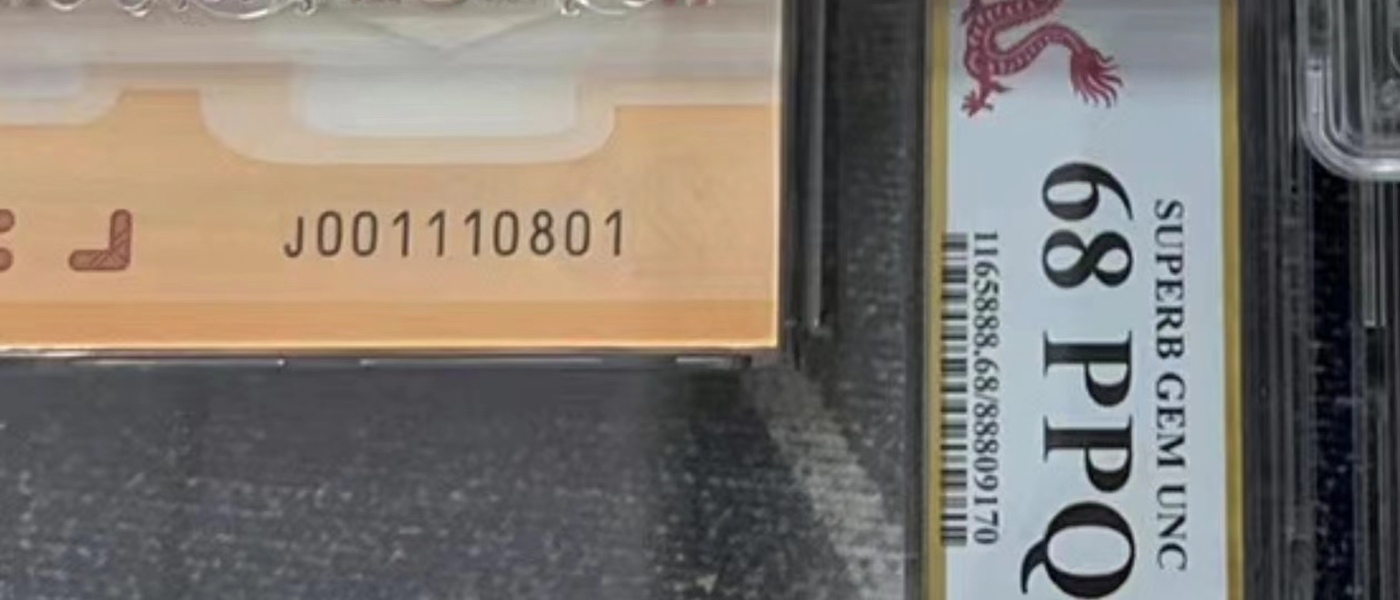 J001110801
SUPERB GEM UNC
68 PPQ
1165888.68/88809170